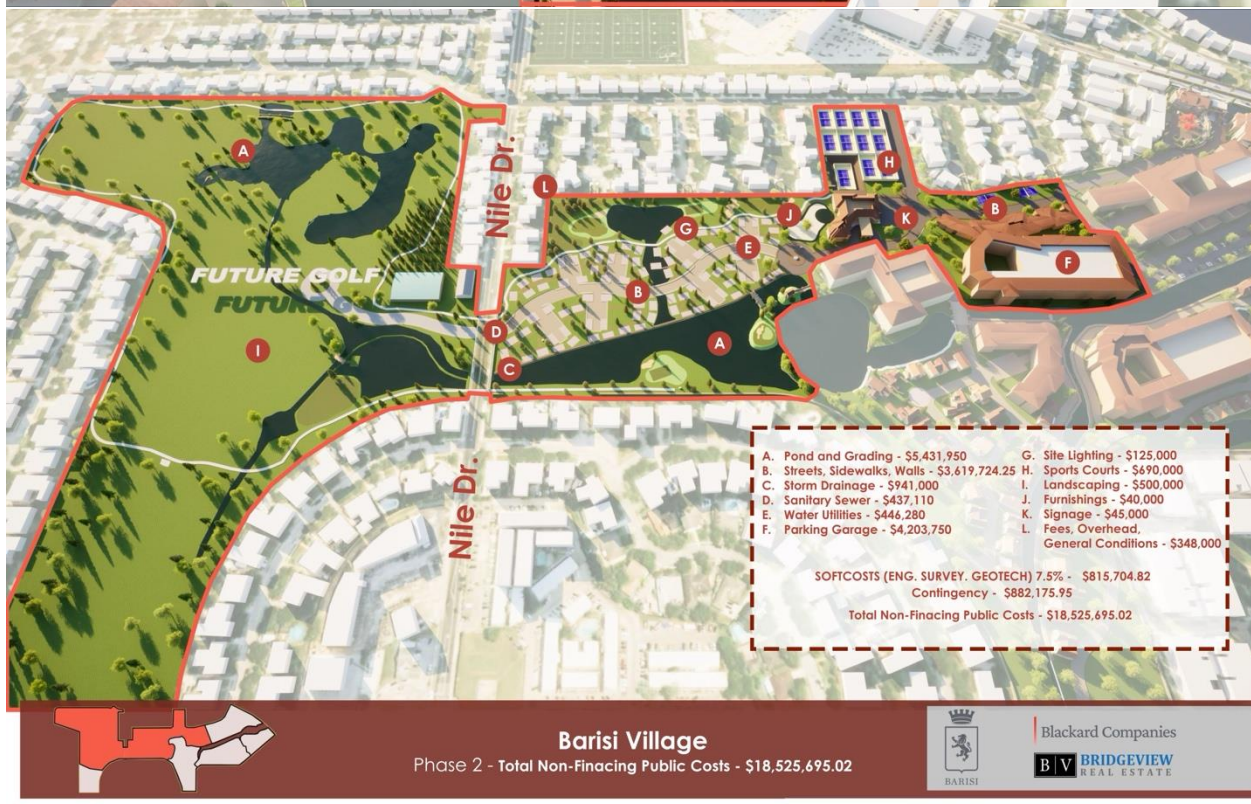 A
Nile Dr.
L
H
J
B
K
G
E
F
FUTURE GOLF
B
D
A
I
C
Nile Dr.
A. Pond and Grading - $5,431,950
B. Streets, Sidewalks, Walls - $3,619,724.25
C. Storm Drainage - $941,000
D. Sanitary Sewer - $437,110
E. Water Utilities - $446,280
F. Parking Garage - $4,203,750
G. Site Lighting - $125,000
H. Sports Courts - $690,000
I. Landscaping - $500,000
J. Furnishings - $40,000
K. Signage - $45,000
L. Fees, Overhead,
General Conditions - $348,000
SOFTCOSTS (ENG. SURVEY. GEOTECH) 7.5% - $815,704.82
Contingency - $882,175.95
Total Non-Finacing Public Costs - $18,525,695.02
Barisi Village
Phase 2 - Total Non-Finacing Public Costs - $18,525,695.02
BARISI
Blackard Companies
B V BRIDGEVIEW
REAL ESTATE